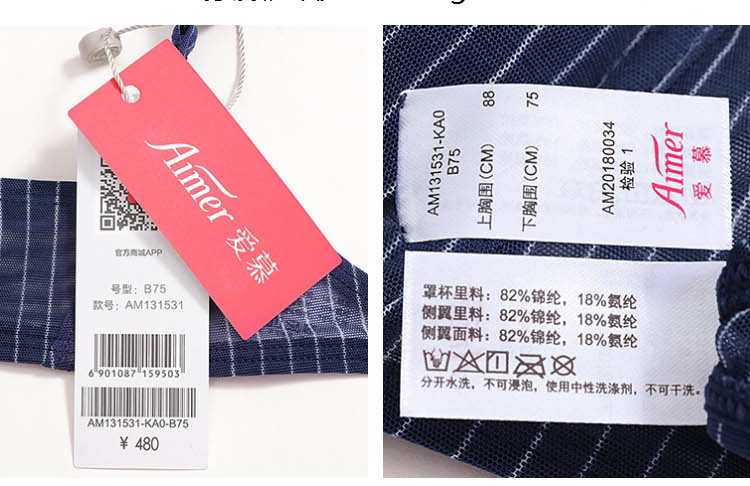 Aimer
爱慕
官方商城APP
号型: B75
款号: AM131531
6 901087 159503
AM131531-KA0-B75
¥ 480
AM131531-KA0
B75
上胸围(CM) 88
下胸围(CM) 75
AM20180034
检验 1
Aimer
爱慕
罩杯里料: 82%锦纶, 18%氨纶
侧翼里料: 82%锦纶, 18%氨纶
侧翼面料: 82%锦纶, 18%氨纶
分开水洗, 不可浸泡, 使用中性洗涤剂, 不可干洗.